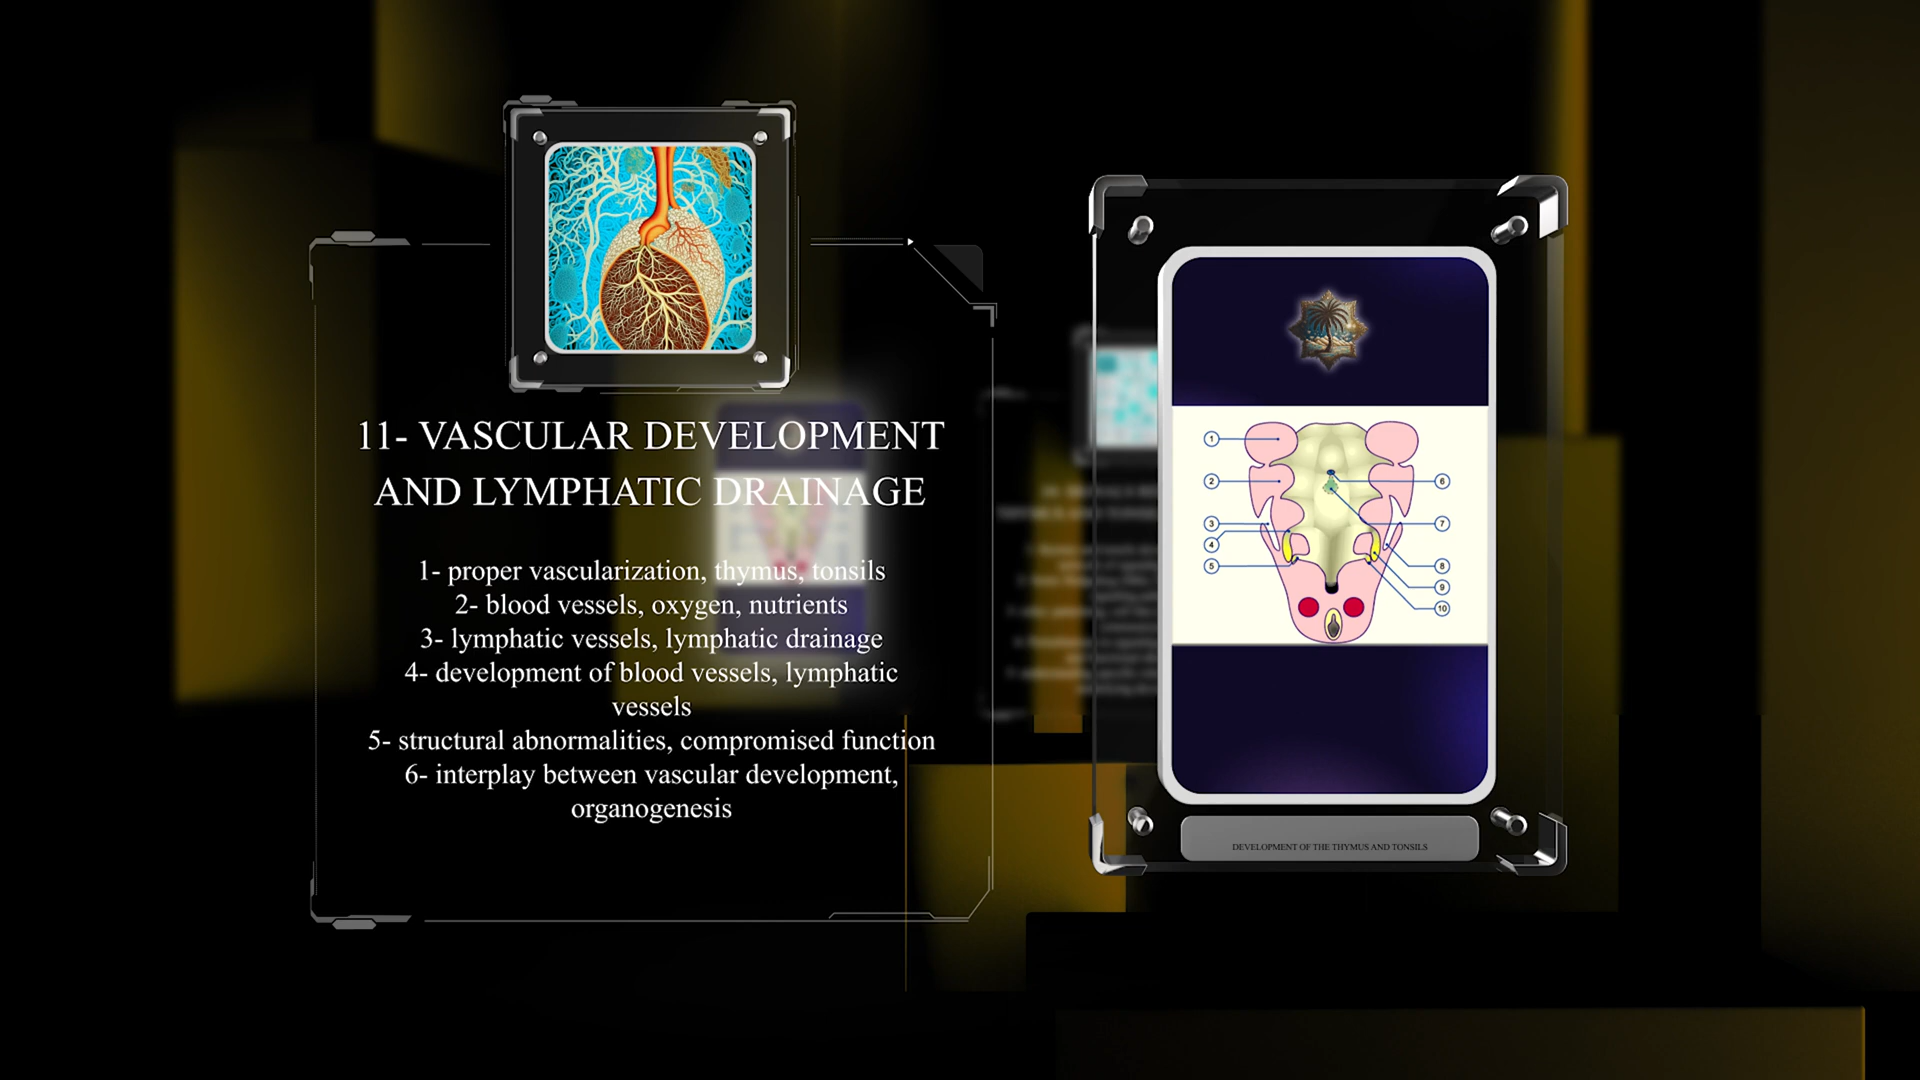 11- VASCULAR DEVELOPMENT
AND LYMPHATIC DRAINAGE
1- proper vascularization, thymus, tonsils
2- blood vessels, oxygen, nutrients
3- lymphatic vessels, lymphatic drainage
4- development of blood vessels, lymphatic
vessels
5- structural abnormalities, compromised function
6- interplay between vascular development,
organogenesis
1
2
3
4
5
6
7
8
9
10
DEVELOPMENT OF THE THYMUS AND TONSILS